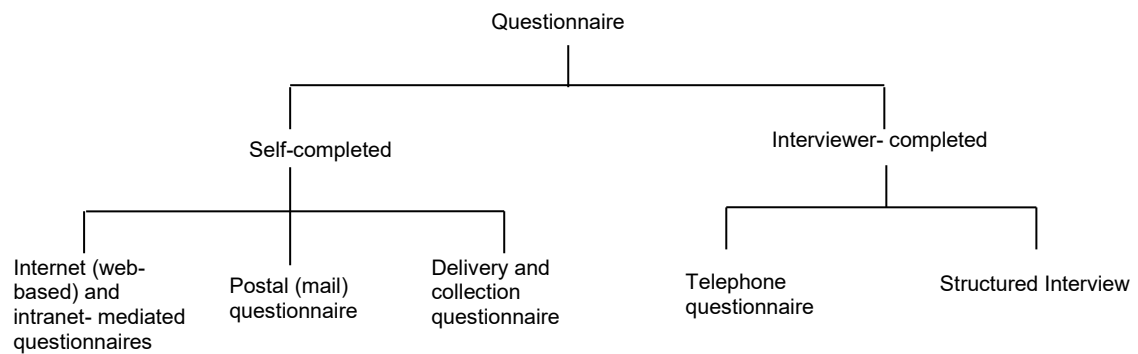 Questionnaire
Self-completed
Interviewer- completed
Internet (web-
based) and
intranet- mediated
questionnaires
Postal (mail)
questionnaire
Delivery and
collection
questionnaire
Telephone
questionnaire
Structured Interview